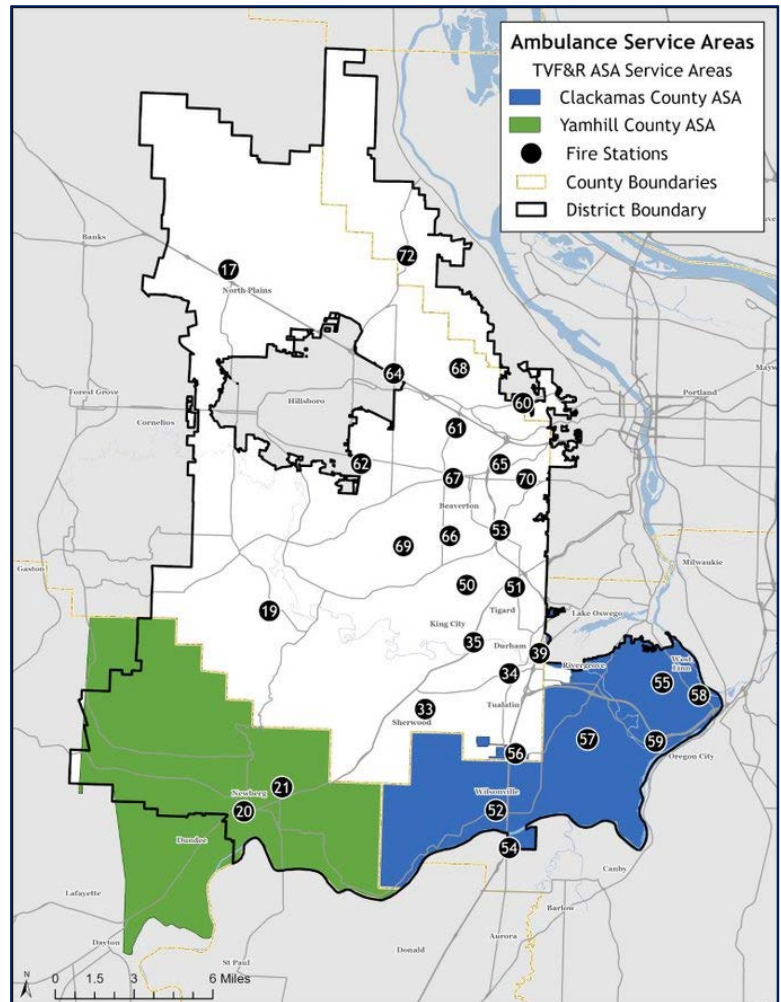 Ambulance Service Areas
TVF&R ASA Service Areas
Clackamas County ASA
Yamhill County ASA
Fire Stations
County Boundaries
District Boundary
72
Banks
17
North Plains
64
68
Portland
Forest Grove
Hillsboro
60
Cornelius
61
62
65
67
70
Beaverton
53
66
69
Milwaukie
Gaston
50
51
Lake Oswego
19
Tigard
King City
35
Durham
39
Rivergrove
West
Linn
34
55
58
Tualatin
33
Sherwood
57
59
56
Oregon City
21
Newberg
Wilsonville
20
52
Dundee
54
Canby
Lafayette
Barlow
Aurora
Dayton
Donald
St Paul
N
0 1.5 3 6 Miles